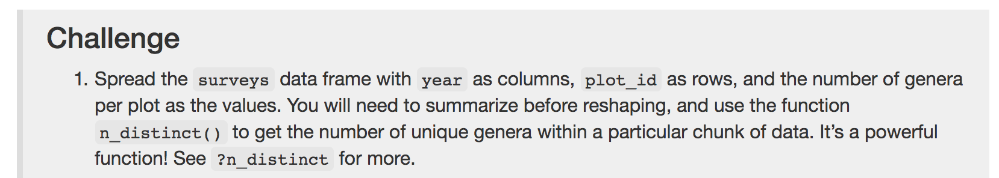 Challenge
1. Spread the surveys data frame with year as columns, plot_id as rows, and the number of genera
per plot as the values. You will need to summarize before reshaping, and use the function
n_distinct() to get the number of unique genera within a particular chunk of data. It’s a powerful
function! See ?n_distinct for more.